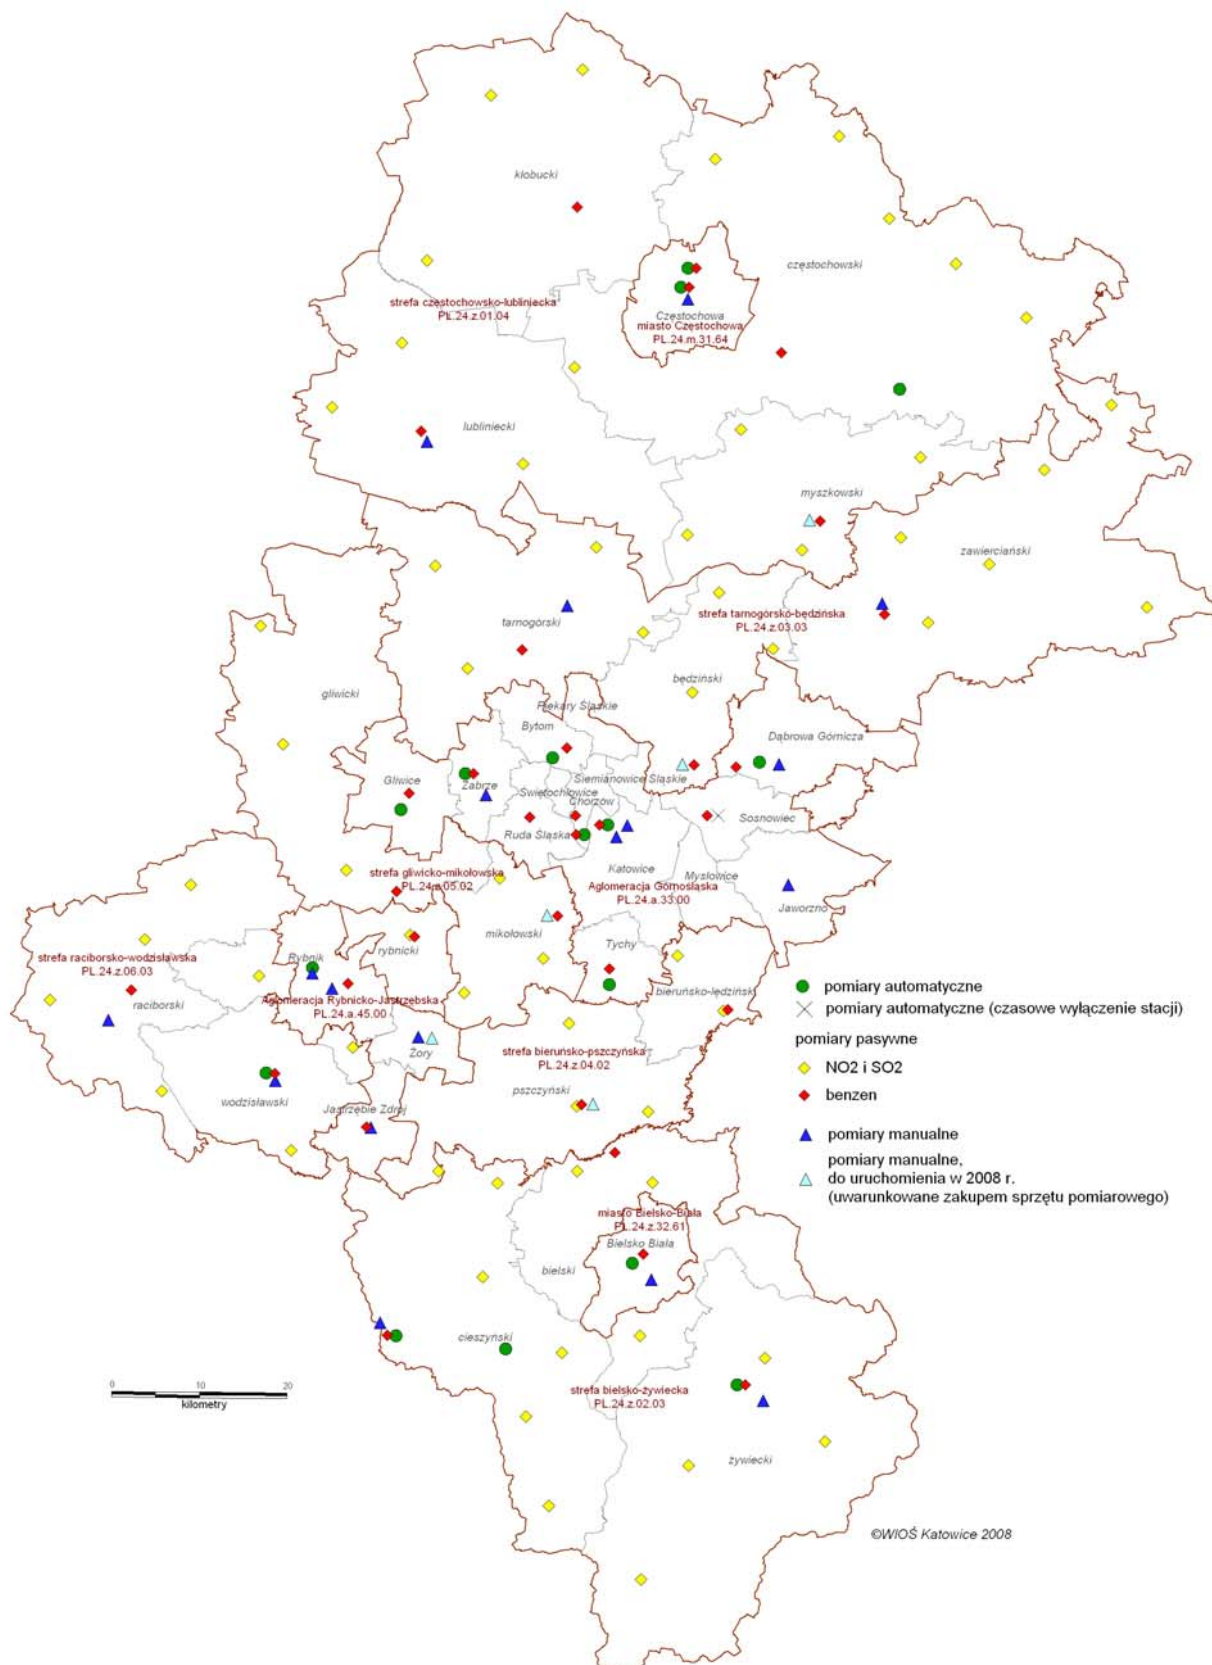 kłobucki
częstochowski
strefa częstochowsko-lubliniecka
PL.24.z.01.04
Częstochowa
miasto Częstochowa
PL.24.m.31.64
lubliniecki
myszkowski
zawierciański
strefa tarnogórsko-będzińska
PL.24.z.03.03
tarnogórski
gliwicki
będziński
Piekary Śląskie
Bytom
Dąbrowa Górnicza
Gliwice
Zabrze
Siemianowice Śląskie
Świętochłowice
Chorzów
Sosnowiec
Ruda Śląska
Katowice
Mysłowice
strefa gliwicko-mikołowska
PL.24.z.05.02
Aglomeracja Górnośląska
PL.24.a.33.00
Jaworzno
mikołowski
Tychy
rybnicki
Rybnik
strefa raciborsko-wodzisławska
PL.24.z.06.03
raciborski
bieruńsko-lędziński
Aglomeracja Rybnicko-Jastrzębska
PL.24.a.45.00
Żory
strefa bieruńsko-pszczyńska
PL.24.z.04.02
pszczyński
wodzisławski
Jastrzębie Zdrój
pomiary automatyczne
pomiary automatyczne (czasowe wyłączenie stacji)
pomiary pasywne
NO2 i SO2
benzen
pomiary manualne
pomiary manualne,
do uruchomienia w 2008 r.
(uwarunkowane zakupem sprzętu pomiarowego)
miasto Bielsko-Biała
PL.24.z.32.61
Bielsko Biała
bielski
cieszyński
strefa bielsko-żywiecka
PL.24.z.02.03
żywiecki
0 10 20
kilometry
©WIOŚ Katowice 2008